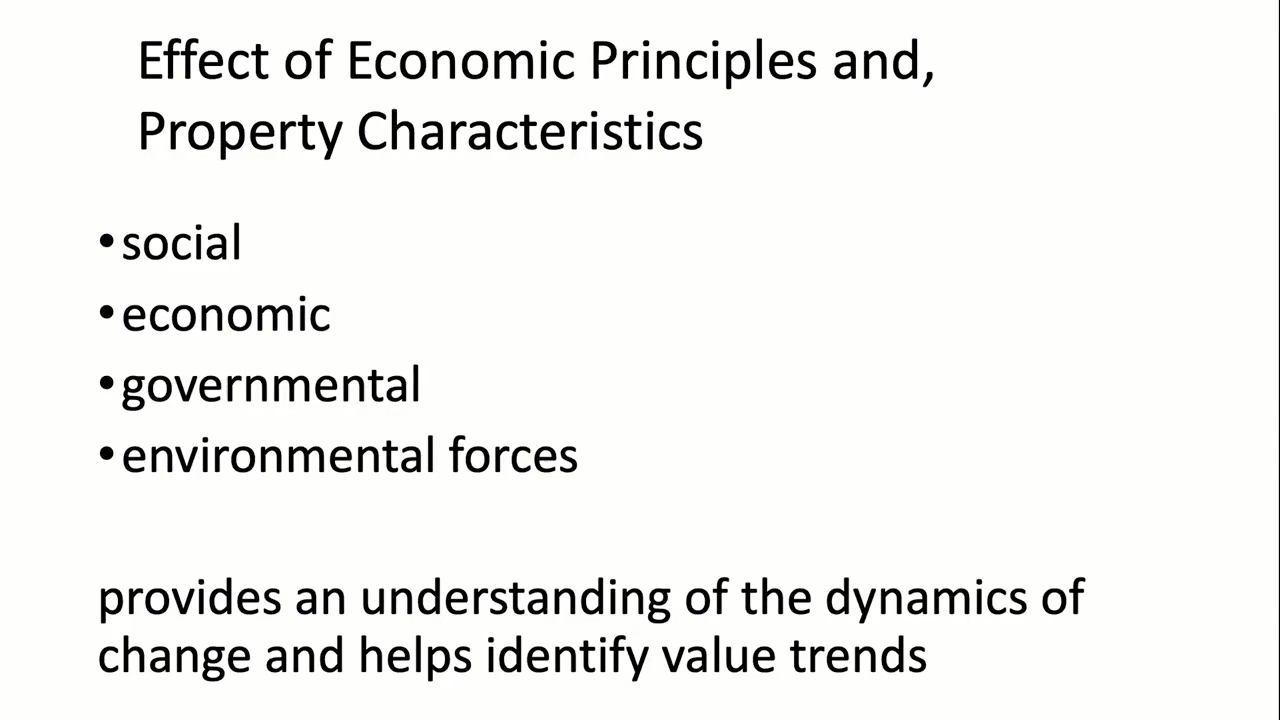 Effect of Economic Principles and,
Property Characteristics
•social
•economic
•governmental
•environmental forces
provides an understanding of the dynamics of
change and helps identify value trends